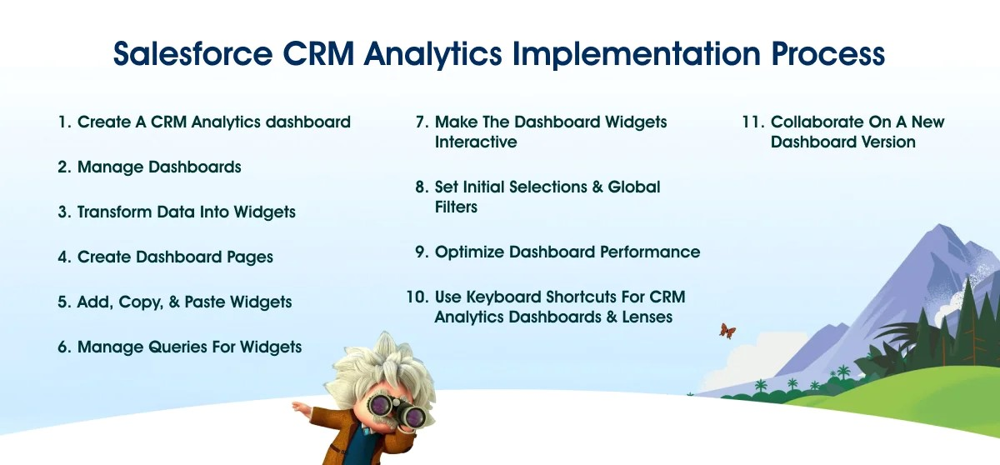 Salesforce CRM Analytics Implementation Process
1. Create A CRM Analytics dashboard
2. Manage Dashboards
3. Transform Data Into Widgets
4. Create Dashboard Pages
5. Add, Copy, & Paste Widgets
6. Manage Queries For Widgets
7. Make The Dashboard Widgets
Interactive
8. Set Initial Selections & Global
Filters
9. Optimize Dashboard Performance
10. Use Keyboard Shortcuts For CRM
Analytics Dashboards & Lenses
11. Collaborate On A New
Dashboard Version